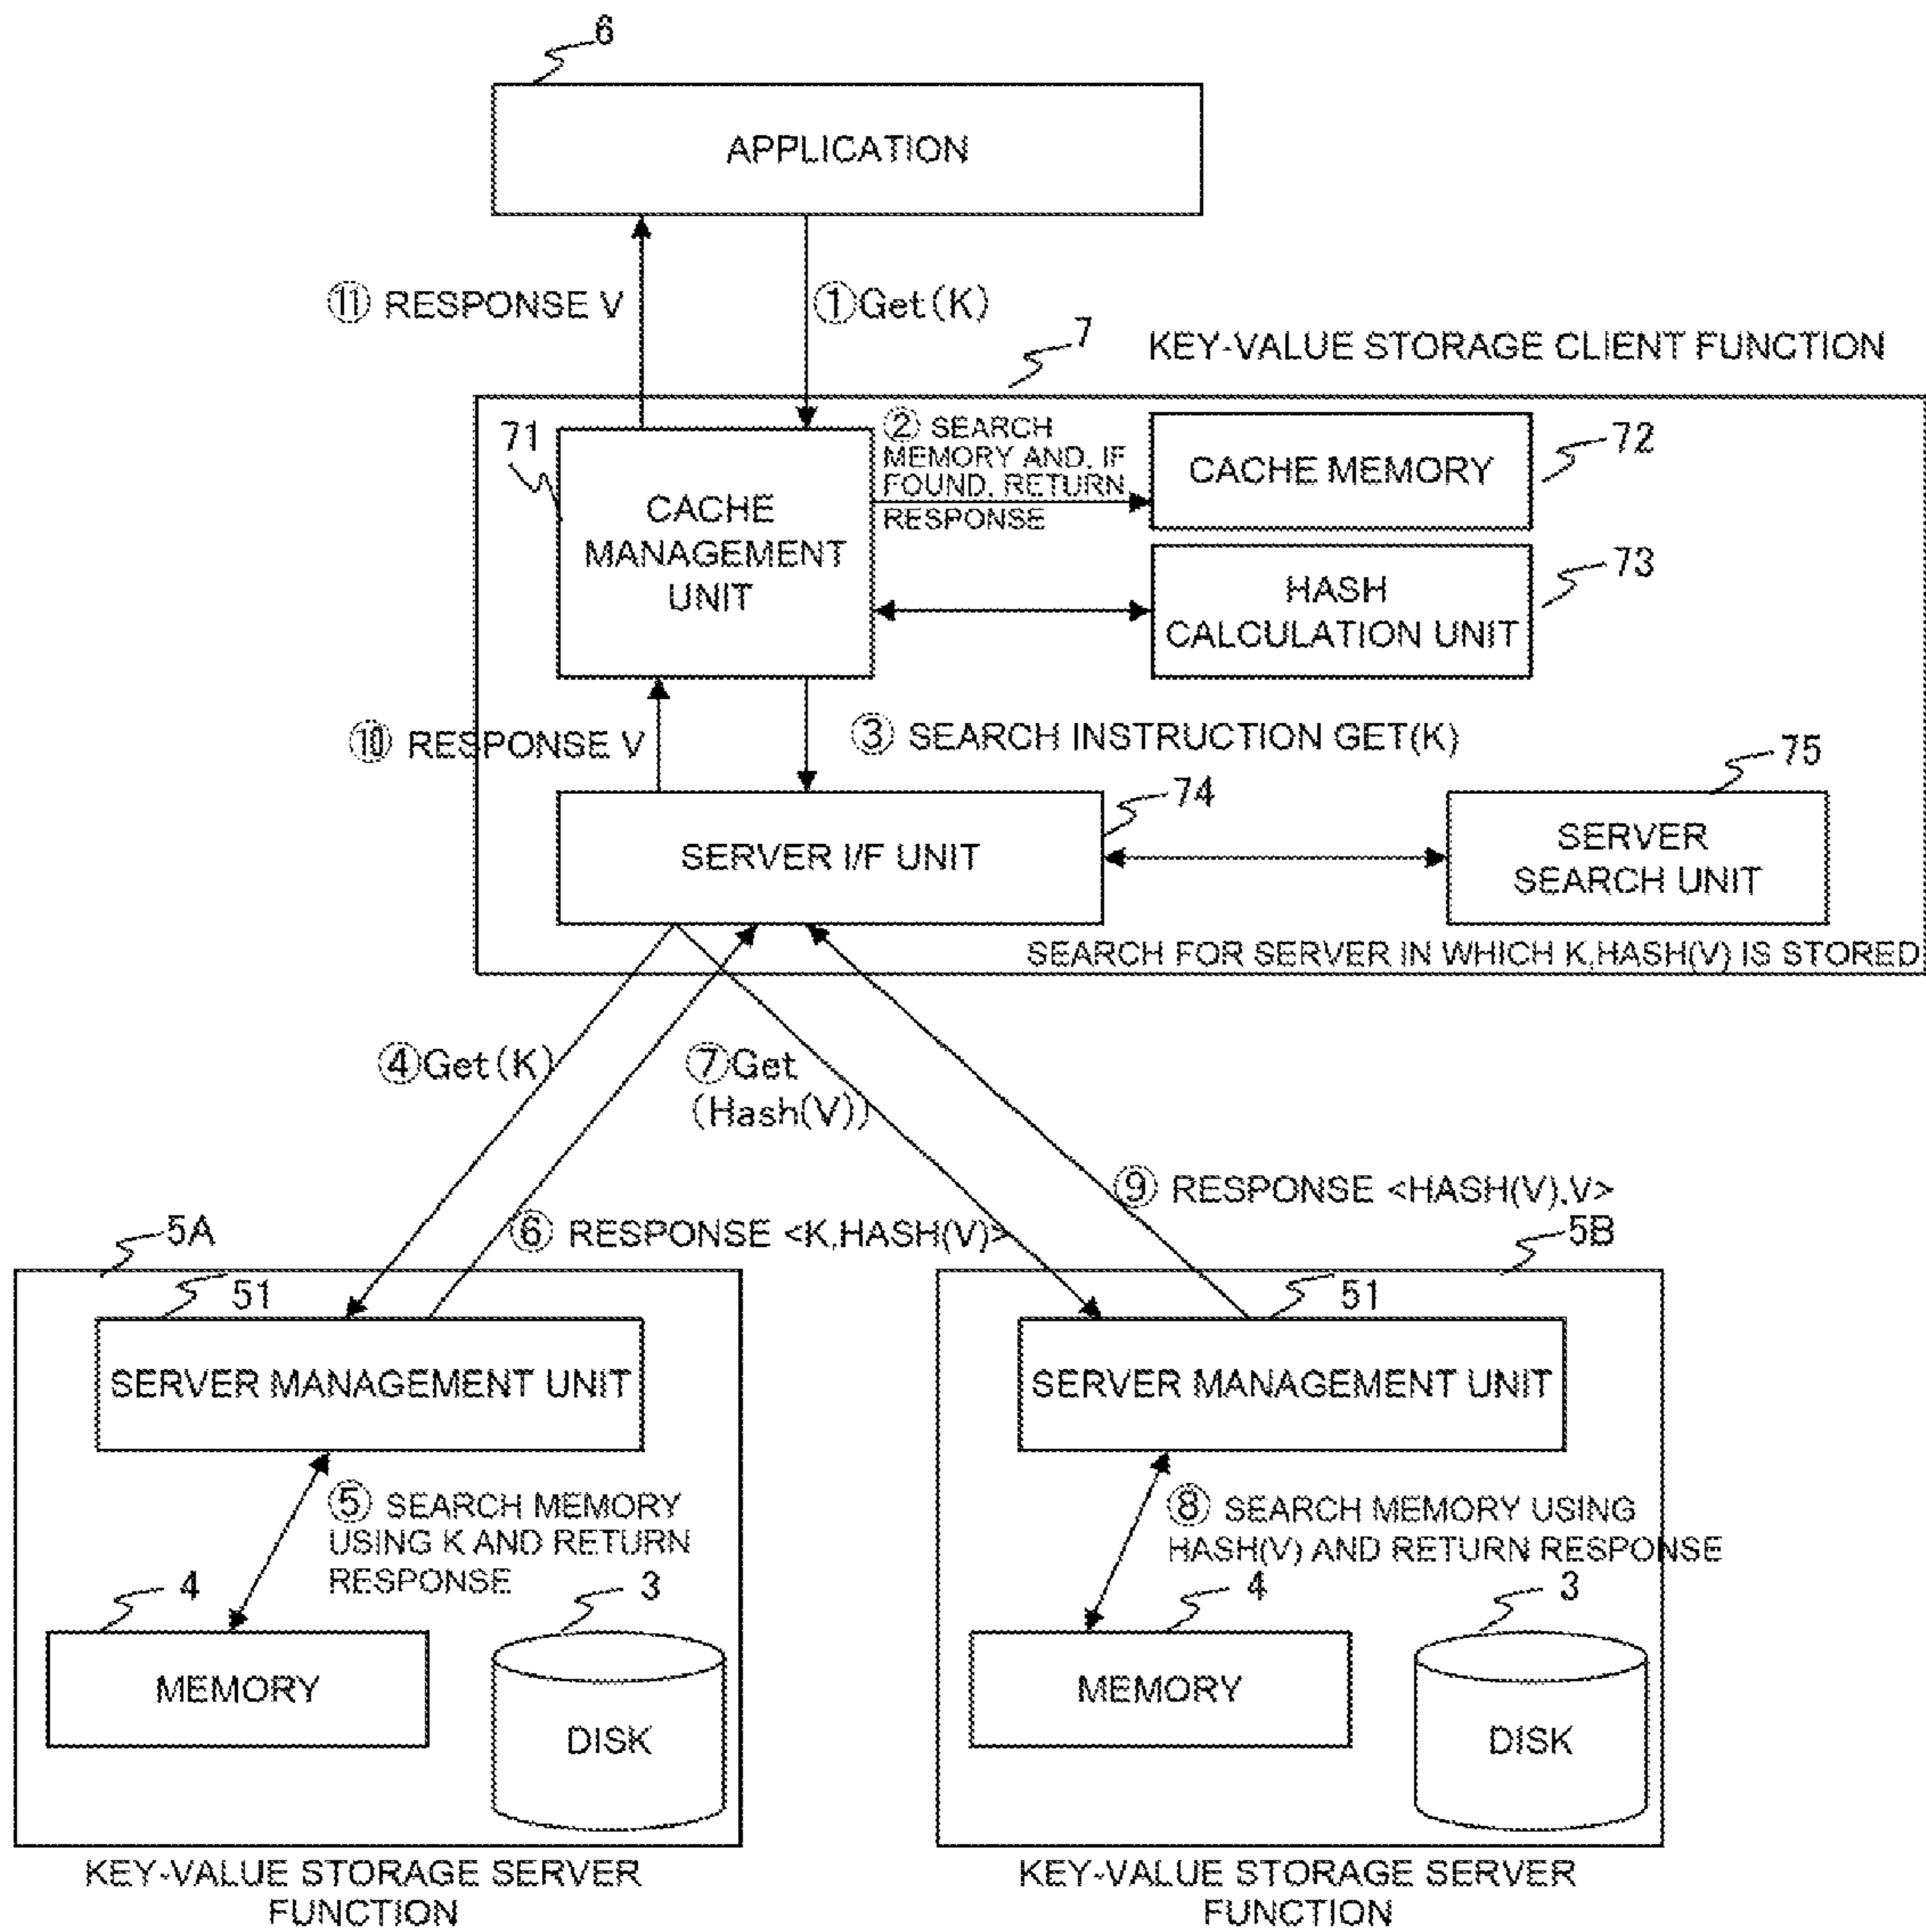 6
APPLICATION
⑪ RESPONSE V
①Get(K)
7
KEY-VALUE STORAGE CLIENT FUNCTION
71
CACHE
MANAGEMENT
UNIT
② SEARCH
MEMORY AND, IF
FOUND, RETURN
RESPONSE
CACHE MEMORY
72
HASH
CALCULATION UNIT
73
⑩ RESPONSE V
③ SEARCH INSTRUCTION GET(K)
74
75
SERVER I/F UNIT
SERVER
SEARCH UNIT
SEARCH FOR SERVER IN WHICH K,HASH(V) IS STORED
④Get(K)
⑦Get
(Hash(V))
⑨ RESPONSE <HASH(V),V>
⑥ RESPONSE <K,HASH(V)>
5A
51
SERVER MANAGEMENT UNIT
⑤ SEARCH MEMORY
USING K AND RETURN
RESPONSE
4
3
MEMORY
DISK
KEY-VALUE STORAGE SERVER
FUNCTION
5B
51
SERVER MANAGEMENT UNIT
⑧ SEARCH MEMORY USING
HASH(V) AND RETURN RESPONSE
4
3
MEMORY
DISK
KEY-VALUE STORAGE SERVER
FUNCTION